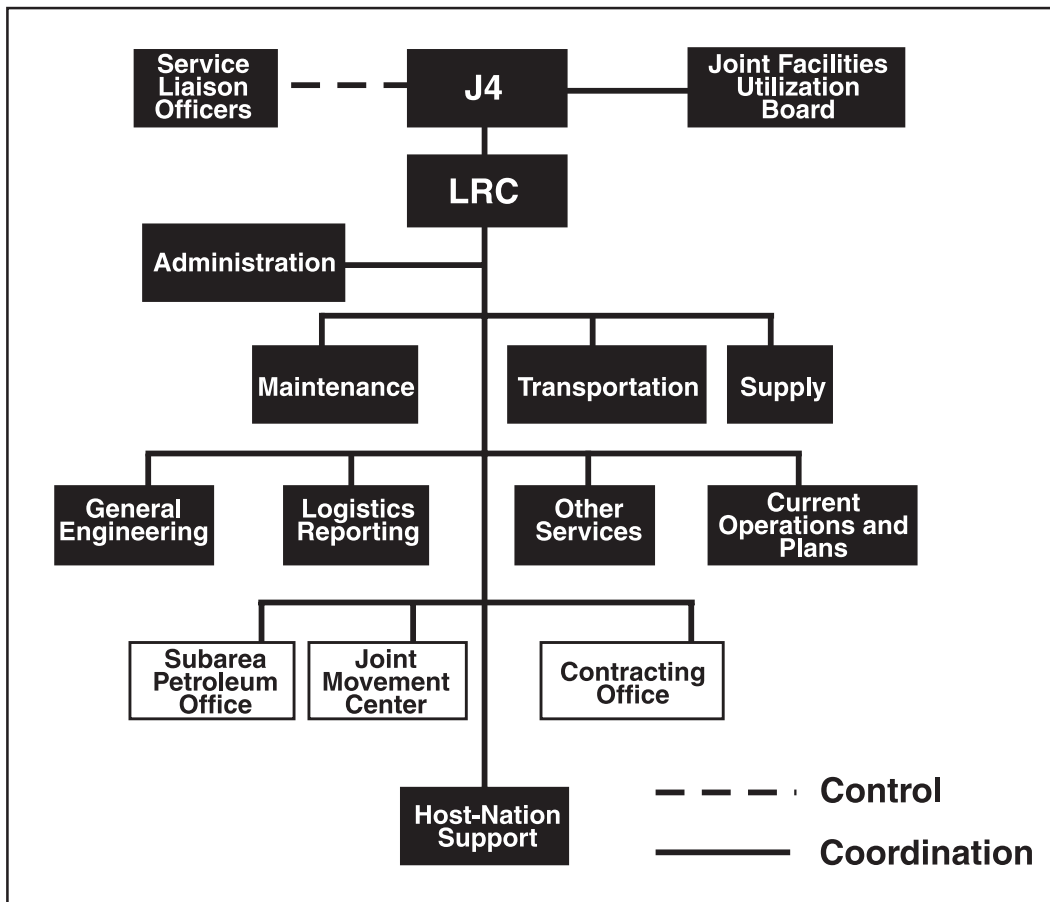 Service
Liaison
Officers
J4
Joint Facilities
Utilization
Board
LRC
Administration
Maintenance
Transportation
Supply
General
Engineering
Logistics
Reporting
Other
Services
Current
Operations and
Plans
Subarea
Petroleum
Office
Joint
Movement
Center
Contracting
Office
Host-Nation
Support
Control
Coordination